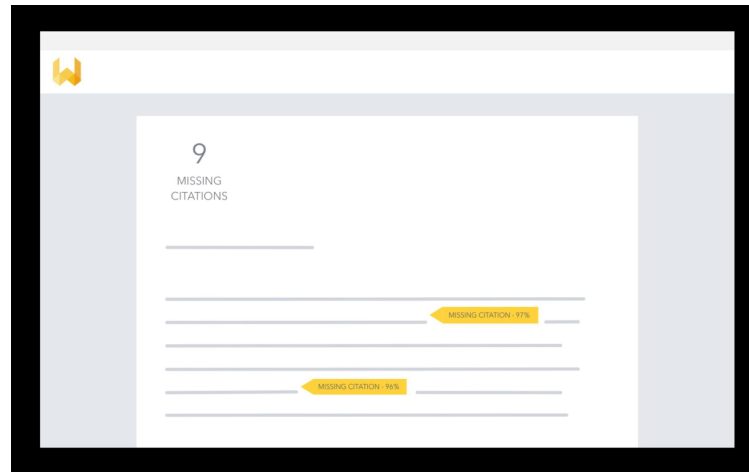 9
MISSING
CITATIONS
MISSING CITATION - 97%
MISSING CITATION - 96%